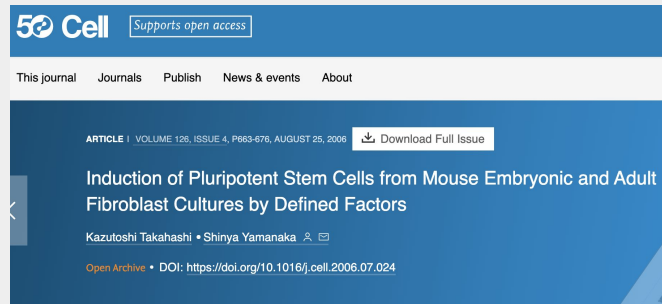 50 Cell Supports open access
This journal Journals Publish News & events About
ARTICLE | VOLUME 126, ISSUE 4, P663-676, AUGUST 25, 2006 Download Full Issue
Induction of Pluripotent Stem Cells from Mouse Embryonic and Adult
Fibroblast Cultures by Defined Factors
Kazutoshi Takahashi • Shinya Yamanaka
Open Archive • DOI: https://doi.org/10.1016/j.cell.2006.07.024